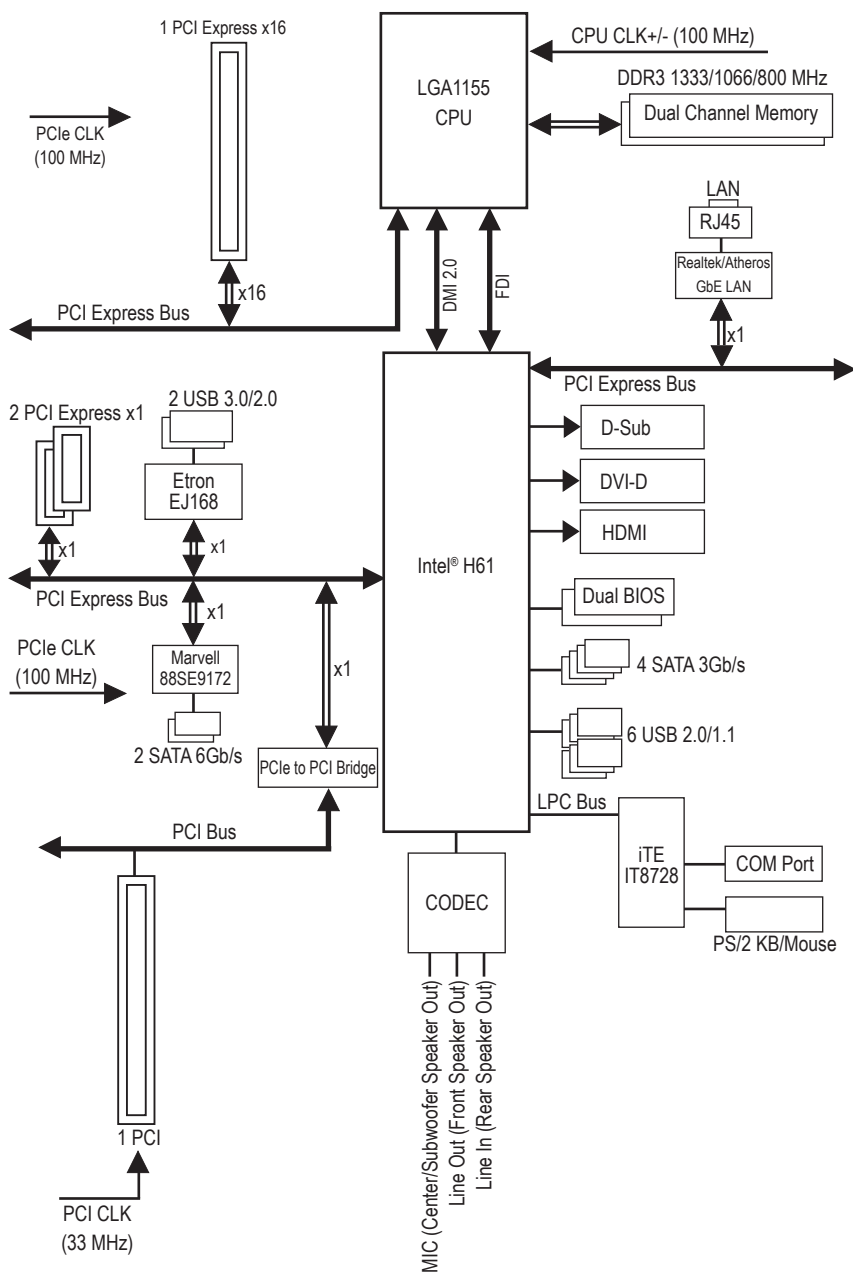 1 PCI Express x16
CPU CLK+/- (100 MHz)
DDR3 1333/1066/800 MHz
LGA1155
CPU
Dual Channel Memory
PCIe CLK
(100 MHz)
LAN
RJ45
Realtek/Atheros
GbE LAN
x16
DMI 2.0
FDI
PCI Express Bus
x1
PCI Express Bus
2 PCI Express x1
2 USB 3.0/2.0
Etron
EJ168
D-Sub
DVI-D
HDMI
x1
x1
Intel® H61
PCI Express Bus
Dual BIOS
x1
PCIe CLK
(100 MHz)
Marvell
88SE9172
x1
4 SATA 3Gb/s
2 SATA 6Gb/s
PCIe to PCI Bridge
6 USB 2.0/1.1
LPC Bus
PCI Bus
iTE
IT8728
COM Port
CODEC
PS/2 KB/Mouse
MIC (Center/Subwoofer Speaker Out)
Line Out (Front Speaker Out)
Line In (Rear Speaker Out)
1 PCI
PCI CLK
(33 MHz)